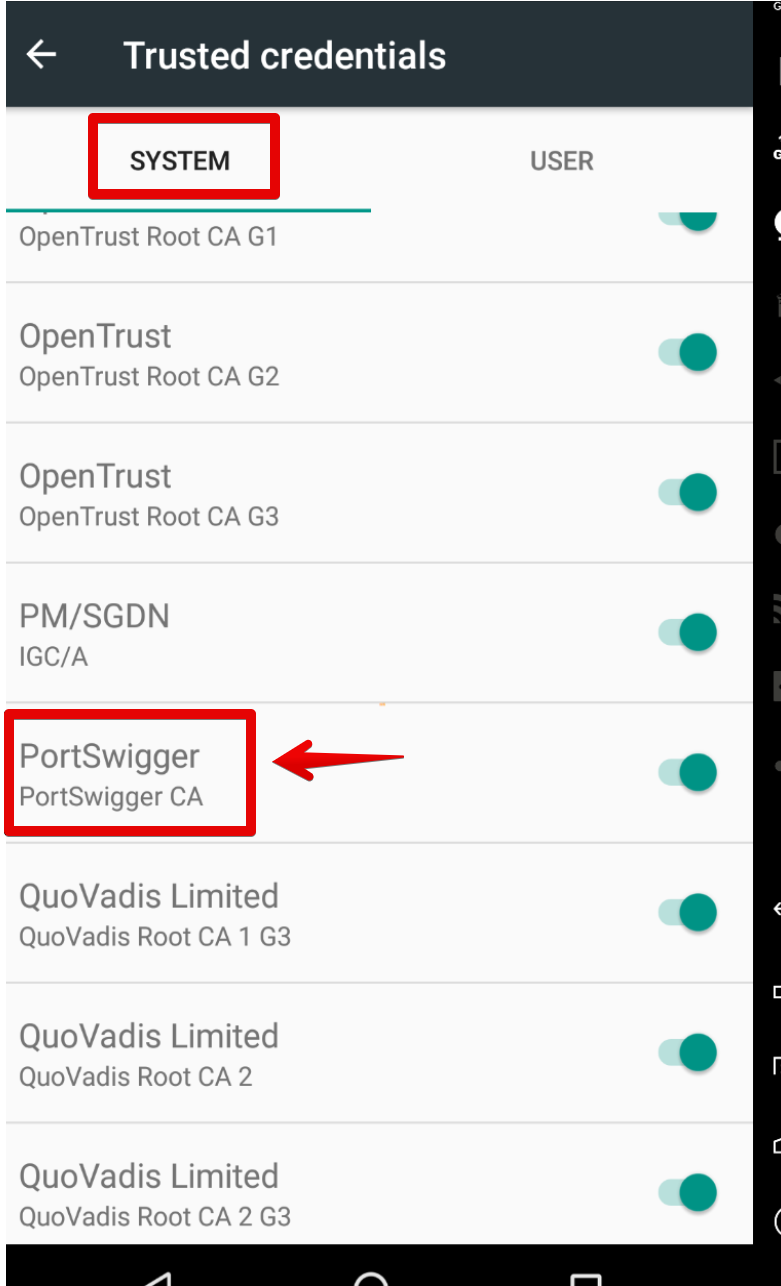 Trusted credentials
SYSTEM
USER
OpenTrust Root CA G1
OpenTrust
OpenTrust Root CA G2
OpenTrust
OpenTrust Root CA G3
PM/SGDN
IGC/A
PortSwigger
PortSwigger CA
QuoVadis Limited
QuoVadis Root CA 1 G3
QuoVadis Limited
QuoVadis Root CA 2
QuoVadis Limited
QuoVadis Root CA 2 G3